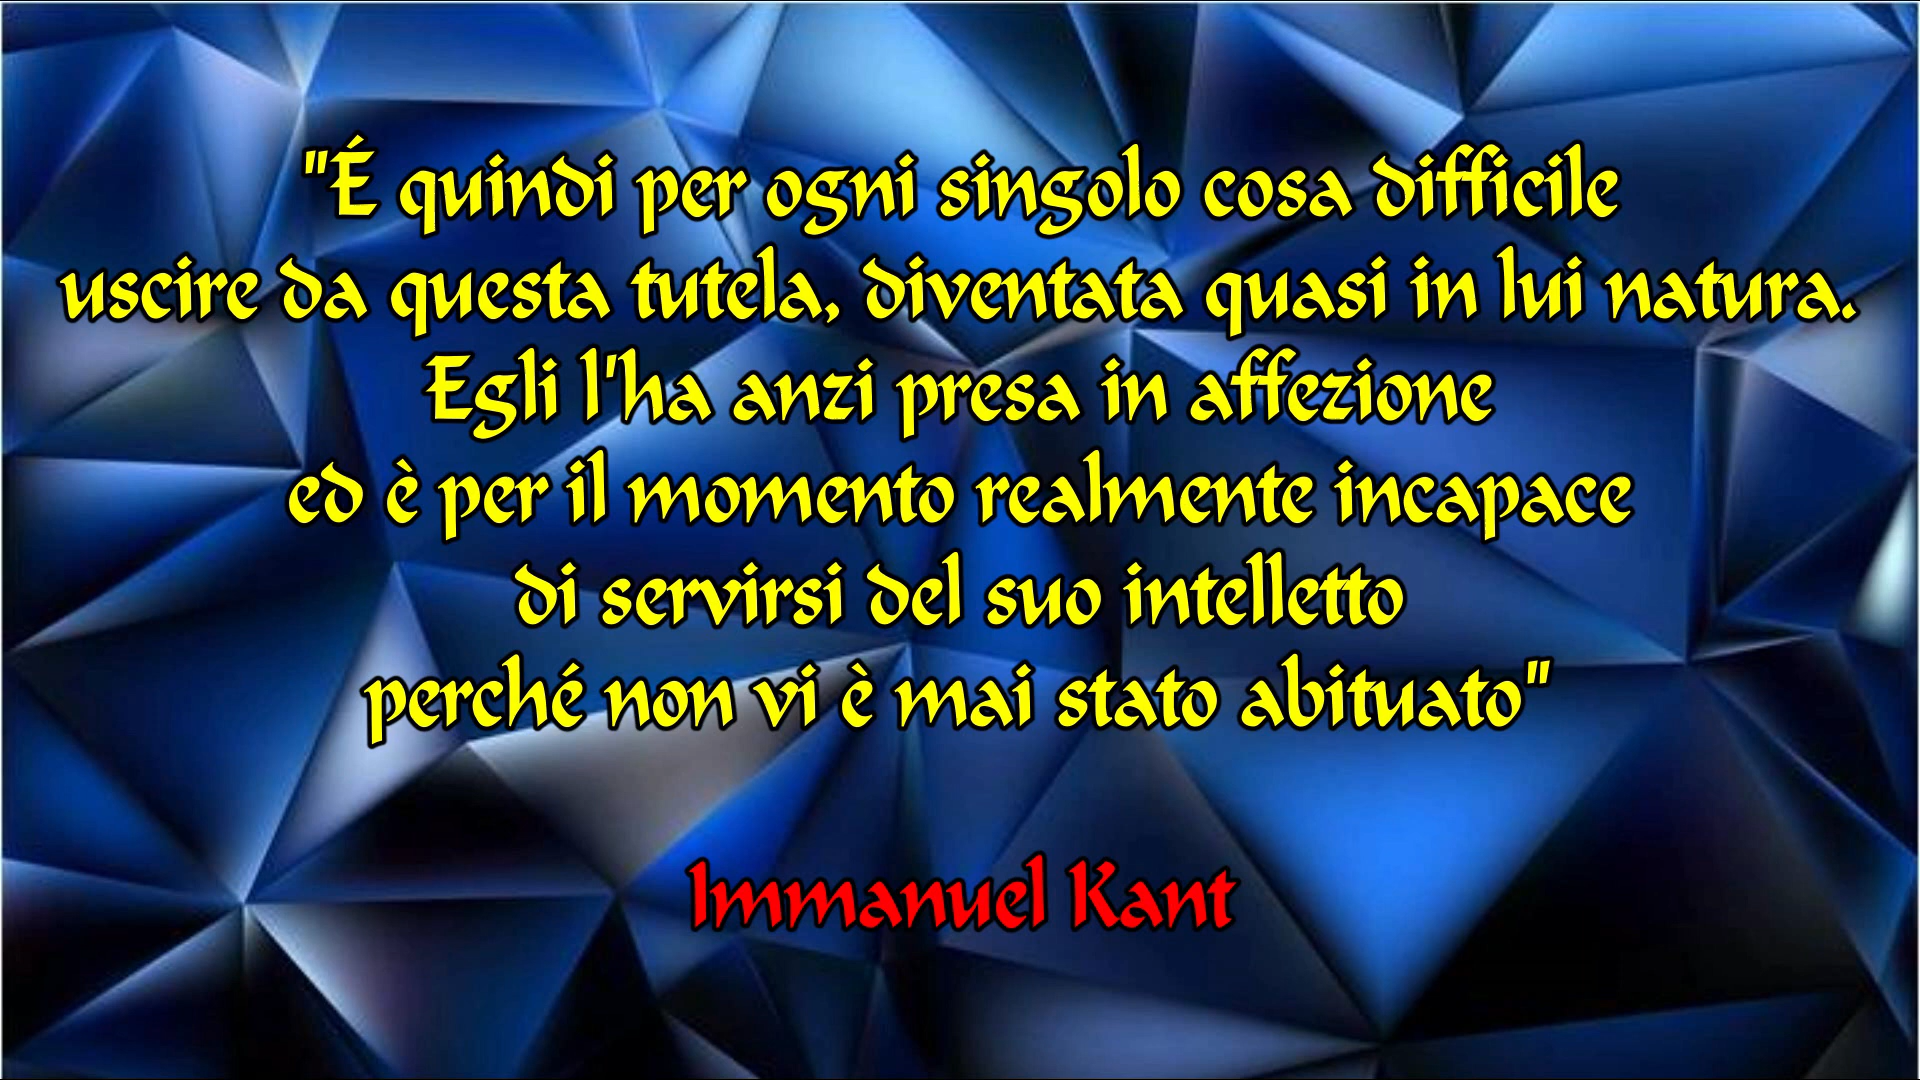 "É quindi per ogni singolo cosa difficile
uscire da questa tutela, diventata quasi in lui natura.
Egli l'ha anzi presa in affezione
ed è per il momento realmente incapace
di servirsi del suo intelletto
perché non vi è mai stato abituato"
Immanuel Kant